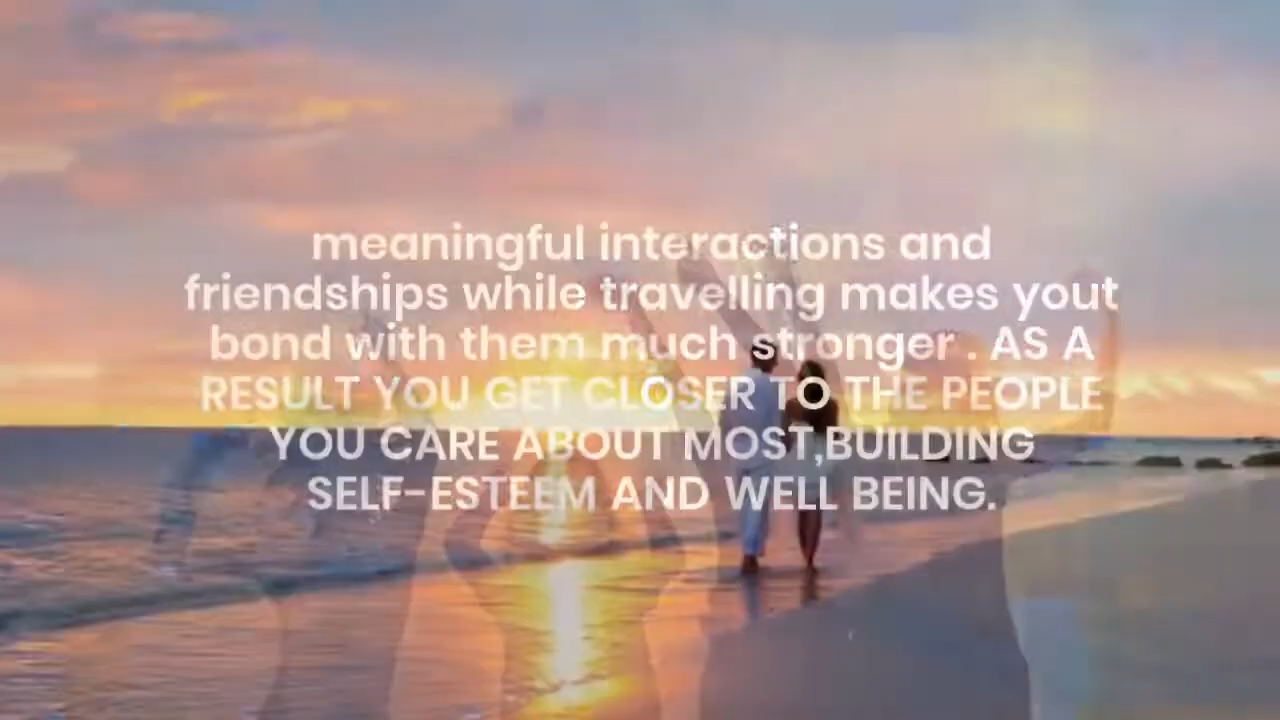 meaningful interactions and
friendships while travelling makes yout
bond with them much stronger . AS A
RESULT YOU GET CLOSER TO THE PEOPLE
YOU CARE ABOUT MOST,BUILDING
SELF-ESTEEM AND WELL BEING.